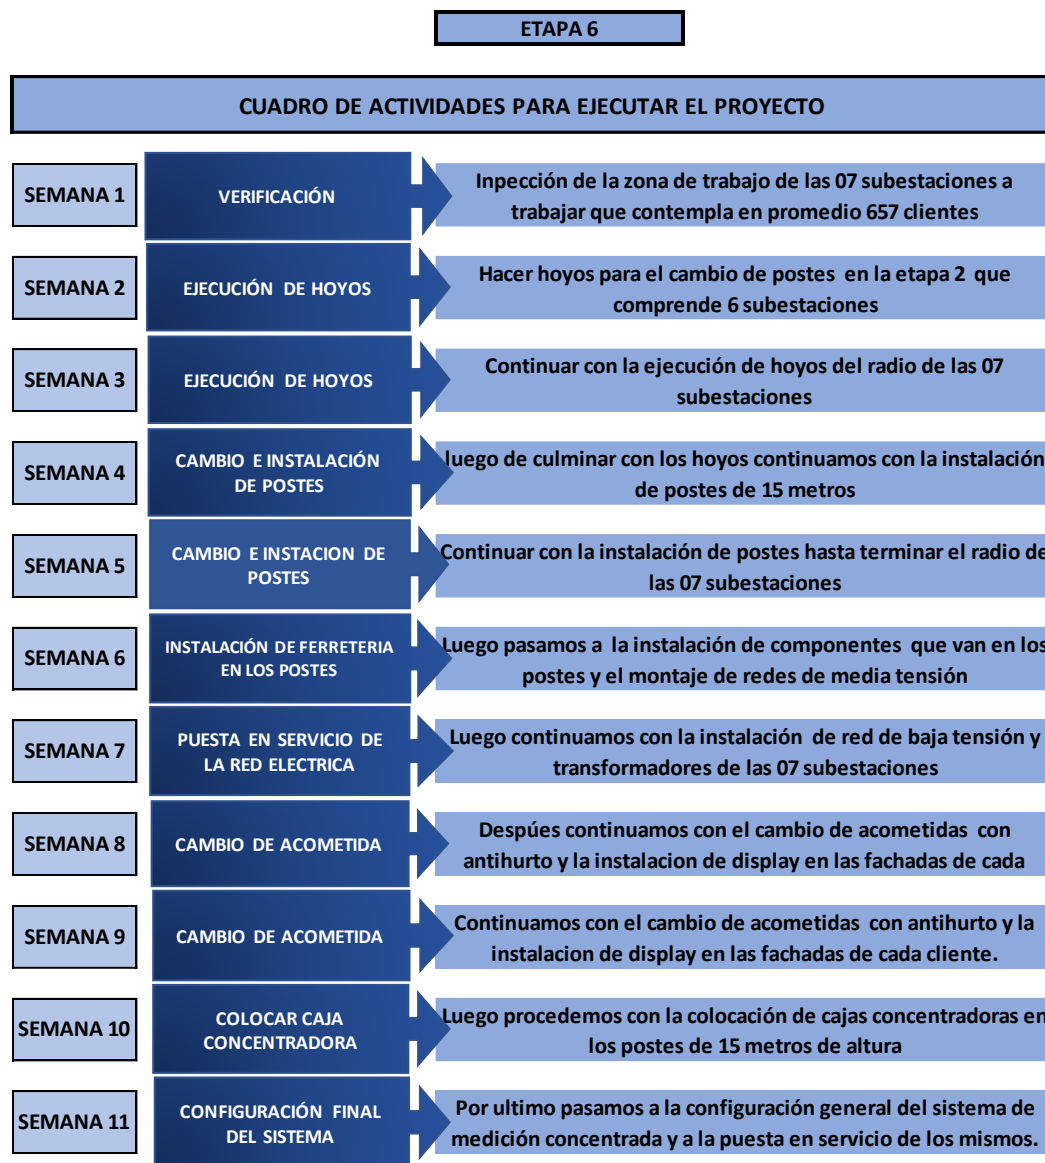 ETAPA 6
CUADRO DE ACTIVIDADES PARA EJECUTAR EL PROYECTO
SEMANA 1
VERIFICACIÓN
Inpección de la zona de trabajo de las 07 subestaciones a
trabajar que contempla en promedio 657 clientes
SEMANA 2
EJECUCIÓN DE HOYOS
Hacer hoyos para el cambio de postes en la etapa 2 que
comprende 6 subestaciones
SEMANA 3
EJECUCIÓN DE HOYOS
Continuar con la ejecución de hoyos del radio de las 07
subestaciones
SEMANA 4
CAMBIO E INSTALACIÓN
DE POSTES
luego de culminar con los hoyos continuamos con la instalación
de postes de 15 metros
SEMANA 5
CAMBIO E INSTACION DE
POSTES
Continuar con la instalación de postes hasta terminar el radio de
las 07 subestaciones
SEMANA 6
INSTALACIÓN DE FERRETERIA
EN LOS POSTES
Luego pasamos a la instalación de componentes que van en los
postes y el montaje de redes de media tensión
SEMANA 7
PUESTA EN SERVICIO DE
LA RED ELECTRICA
Luego continuamos con la instalación de red de baja tensión y
transformadores de las 07 subestaciones
SEMANA 8
CAMBIO DE ACOMETIDA
Despúes continuamos con el cambio de acometidas con
antihurto y la instalacion de display en las fachadas de cada
SEMANA 9
CAMBIO DE ACOMETIDA
Continuamos con el cambio de acometidas con antihurto y la
instalacion de display en las fachadas de cada cliente.
SEMANA 10
COLOCAR CAJA
CONCENTRADORA
Luego procedemos con la colocación de cajas concentradoras en
los postes de 15 metros de altura
SEMANA 11
CONFIGURACIÓN FINAL
DEL SISTEMA
Por ultimo pasamos a la configuración general del sistema de
medición concentrada y a la puesta en servicio de los mismos.